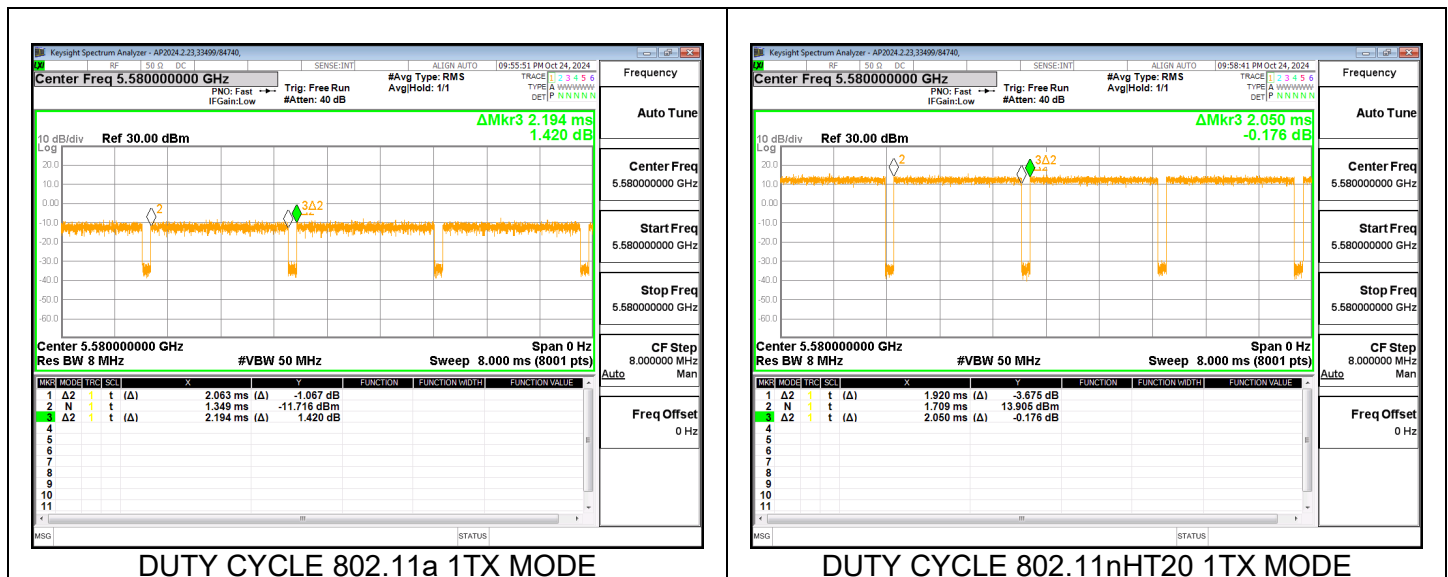 Keysight Spectrum Analyzer - AP2024.2.23,33499/84740,
RF 50 Ω DC SENSE:INT ALIGN AUTO 09:55:51 PM Oct 24, 2024
Center Freq 5.580000000 GHz
PNO: Fast
IFGain:Low
Trig: Free Run
#Atten: 40 dB
#Avg Type: RMS
Avg|Hold: 1/1
TRACE 1 2 3 4 5 6
TYPE A WWWWW
DET P N N N N N
ΔMkr3 2.194 ms
1.420 dB
10 dB/div Ref 30.00 dBm
Log
20.0
10.0
0.00
-10.0
-20.0
-30.0
-40.0
-50.0
-60.0
2
3Δ2
Center 5.580000000 GHz Span 0 Hz
Res BW 8 MHz #VBW 50 MHz Sweep 8.000 ms (8001 pts)
MKR MODE TRC SCL X Y FUNCTION FUNCTION WIDTH FUNCTION VALUE
1 Δ2 1 t (Δ) 2.063 ms (Δ) -1.067 dB
2 N 1 t 1.349 ms -11.716 dBm
3 Δ2 1 t (Δ) 2.194 ms (Δ) 1.420 dB
4
5
6
7
8
9
10
11
MSG STATUS
Frequency
Auto Tune
Center Freq
5.580000000 GHz
Start Freq
5.580000000 GHz
Stop Freq
5.580000000 GHz
CF Step
8.000000 MHz
Auto Man
Freq Offset
0 Hz
DUTY CYCLE 802.11a 1TX MODE
Keysight Spectrum Analyzer - AP2024.2.23,33499/84740,
RF 50 Ω DC SENSE:INT ALIGN AUTO 09:58:41 PM Oct 24, 2024
Center Freq 5.580000000 GHz
PNO: Fast
IFGain:Low
Trig: Free Run
#Atten: 40 dB
#Avg Type: RMS
Avg|Hold: 1/1
TRACE 1 2 3 4 5 6
TYPE A WWWWW
DET P N N N N N
ΔMkr3 2.050 ms
-0.176 dB
10 dB/div Ref 30.00 dBm
Log
20.0
10.0
0.00
-10.0
-20.0
-30.0
-40.0
-50.0
-60.0
2
3Δ2
Center 5.580000000 GHz Span 0 Hz
Res BW 8 MHz #VBW 50 MHz Sweep 8.000 ms (8001 pts)
MKR MODE TRC SCL X Y FUNCTION FUNCTION WIDTH FUNCTION VALUE
1 Δ2 1 t (Δ) 1.920 ms (Δ) -3.675 dB
2 N 1 t 1.709 ms 13.905 dBm
3 Δ2 1 t (Δ) 2.050 ms (Δ) -0.176 dB
4
5
6
7
8
9
10
11
MSG STATUS
Frequency
Auto Tune
Center Freq
5.580000000 GHz
Start Freq
5.580000000 GHz
Stop Freq
5.580000000 GHz
CF Step
8.000000 MHz
Auto Man
Freq Offset
0 Hz
DUTY CYCLE 802.11nHT20 1TX MODE